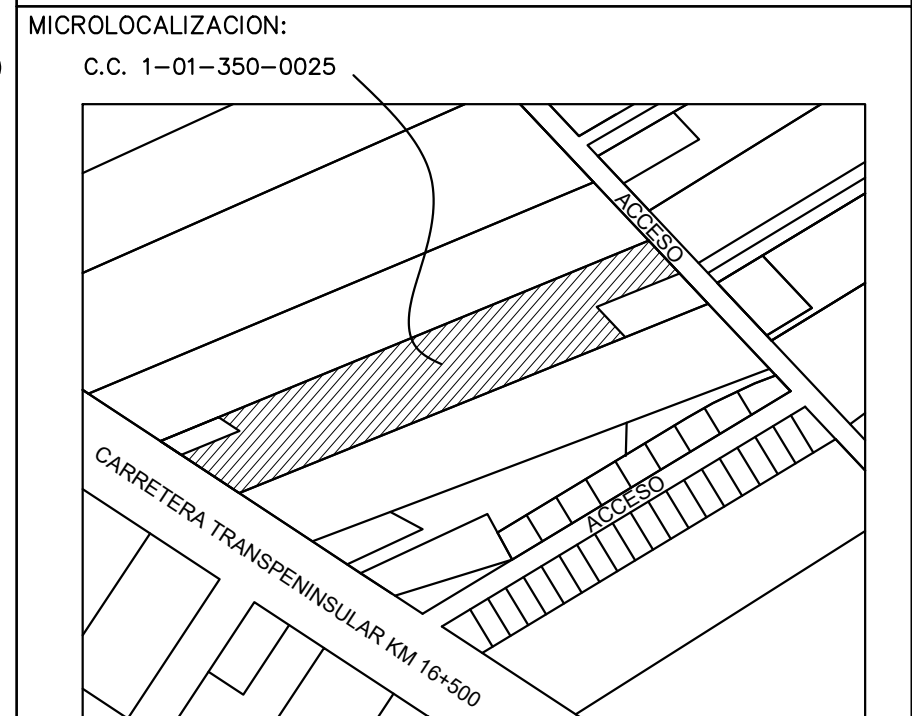 MICROLOCALIZACION:
C.C. 1-01-350-0025
ACCESO
CARRETERA TRANSPENINSULAR KM 16+500
ACCESO